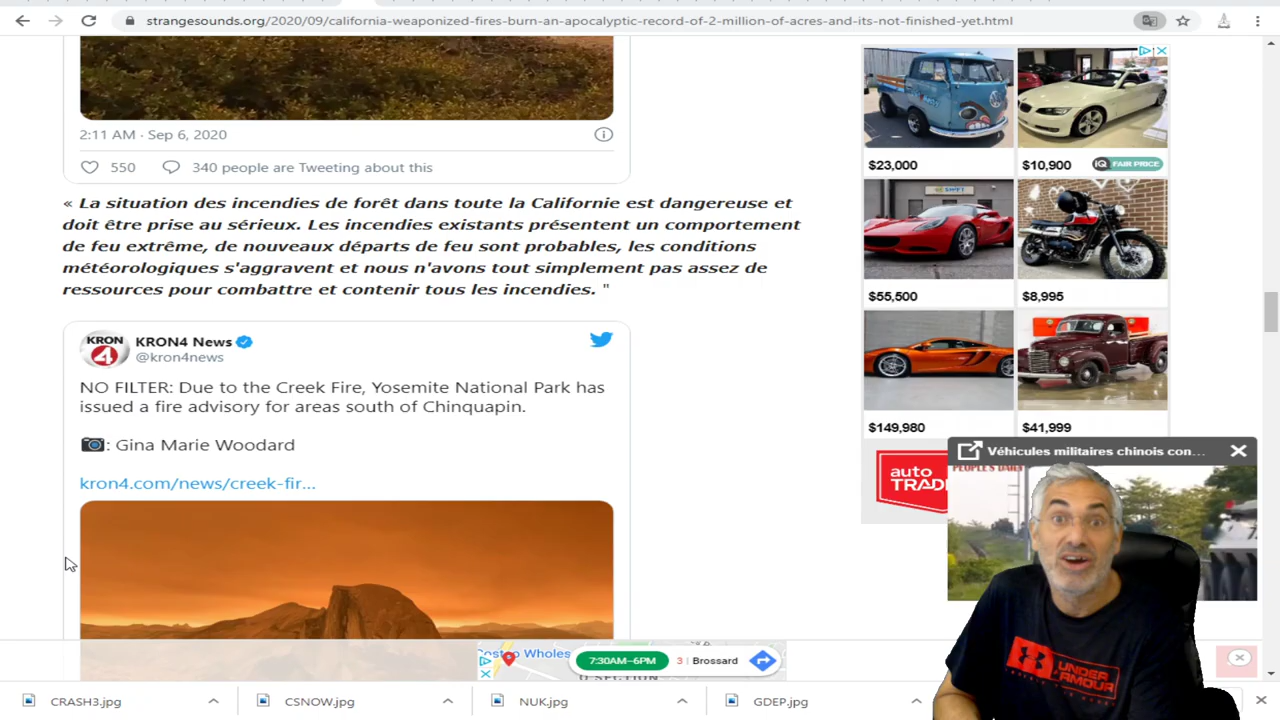 strangesounds.org/2020/09/california-weaponized-fires-burn-an-apocalyptic-record-of-2-million-of-acres-and-its-not-finished-yet.html
2:11 AM · Sep 6, 2020
550 340 people are Tweeting about this
« La situation des incendies de forêt dans toute la Californie est dangereuse et
doit être prise au sérieux. Les incendies existants présentent un comportement
de feu extrême, de nouveaux départs de feu sont probables, les conditions
météorologiques s'aggravent et nous n'avons tout simplement pas assez de
ressources pour combattre et contenir tous les incendies. "
KRON
4
KRON4 News
@kron4news
NO FILTER: Due to the Creek Fire, Yosemite National Park has
issued a fire advisory for areas south of Chinquapin.
: Gina Marie Woodard
kron4.com/news/creek-fir...
$23,000
$10,900
IQ FAIR PRICE
$55,500
$8,995
$149,980
$41,999
auto
TRAD
Véhicules militaires chinois con...
PEOPLE'S DAILY
UNDER ARMOUR
Wholes
7:30AM–6PM
3 | Brossard
CRASH3.jpg
CSNOW.jpg
NUK.jpg
GDEP.jpg